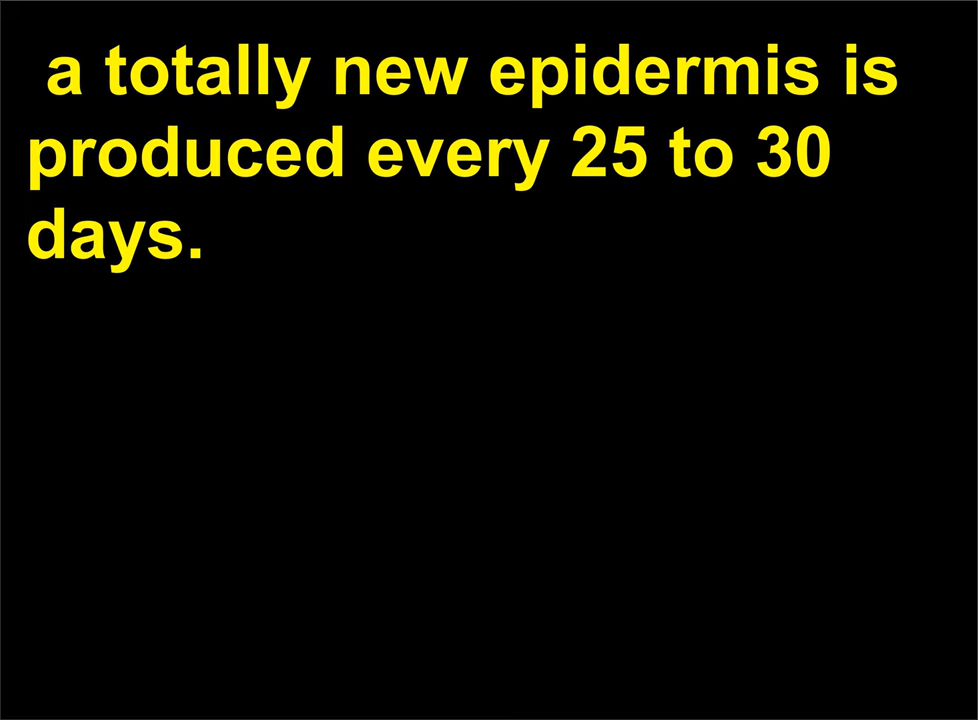 a totally new epidermis is
produced every 25 to 30
days.